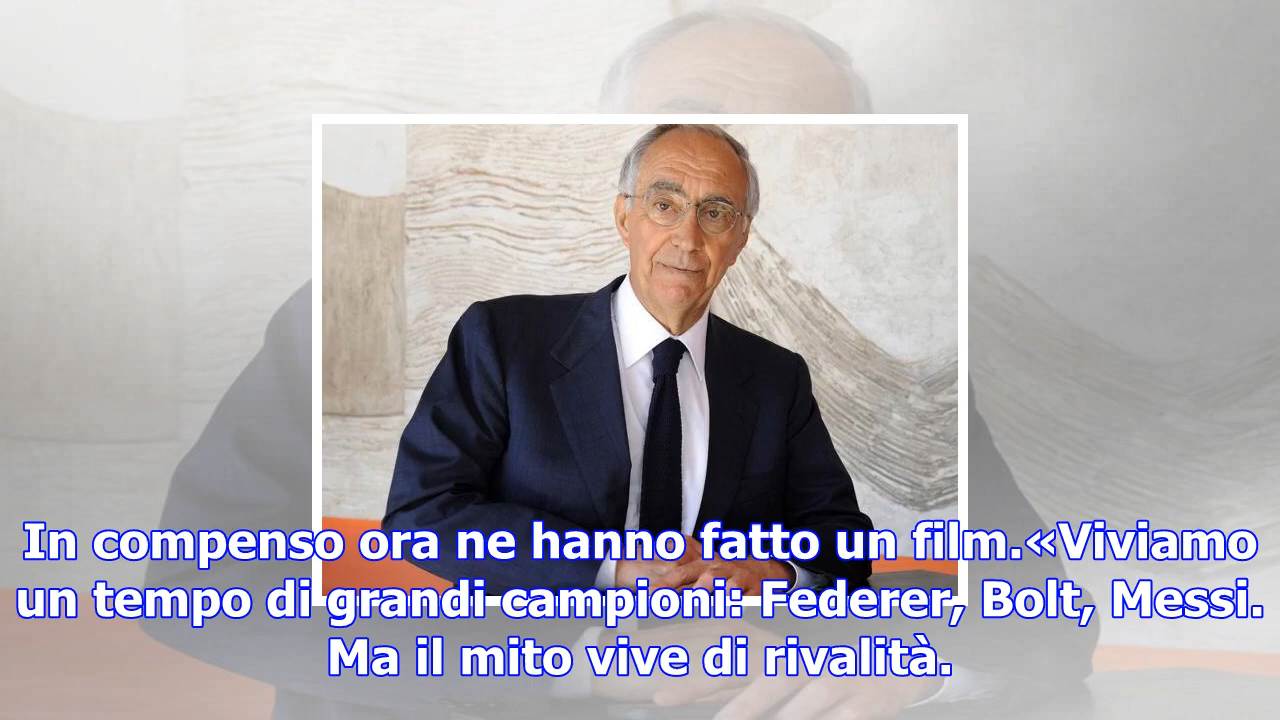 In compenso ora ne hanno fatto un film.«Viviamo
un tempo di grandi campioni: Federer, Bolt, Messi.
Ma il mito vive di rivalità.